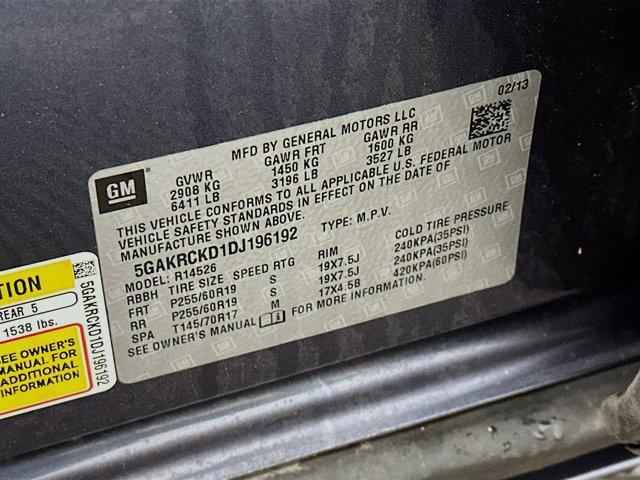 02/13
MFD BY GENERAL MOTORS LLC
GM
GVWR GAWR FRT GAWR RR
2908 KG 1450 KG 1600 KG
6411 LB 3196 LB 3527 LB
THIS VEHICLE CONFORMS TO ALL APPLICABLE U.S. FEDERAL MOTOR
VEHICLE SAFETY STANDARDS IN EFFECT ON THE DATE OF
MANUFACTURE SHOWN ABOVE.
5GAKRCKD1DJ196192 TYPE: M.P.V.
MODEL: R14526
RBBH TIRE SIZE SPEED RTG RIM COLD TIRE PRESSURE
FRT P255/60R19 S 19X7.5J 240KPA(35PSI)
RR P255/60R19 S 19X7.5J 240KPA(35PSI)
SPA T145/70R17 M 17X4.5B 420KPA(60PSI)
SEE OWNER'S MANUAL FOR MORE INFORMATION.
TION
REAR 5
1538 lbs.
SEE OWNER'S
MANUAL FOR
ADDITIONAL
INFORMATION
5GAKRCKD1DJ196192